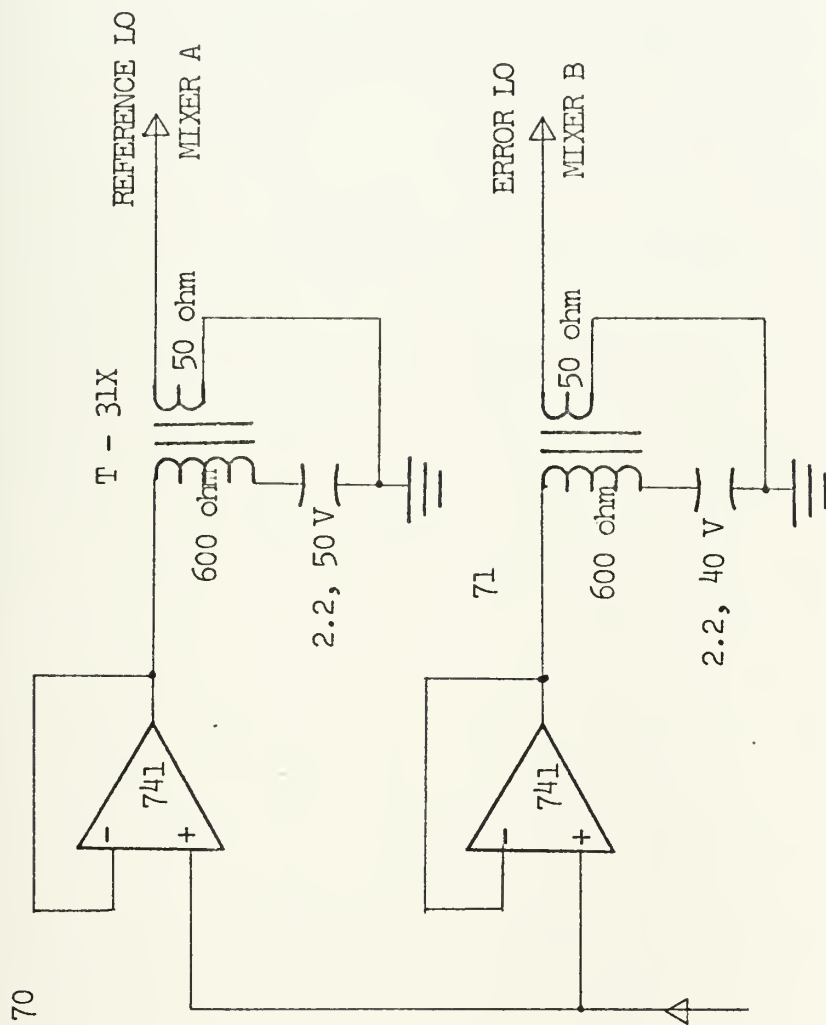 70
REFERENCE LO
MIXER A
T - 31X
50 ohm
600 ohm
2.2, 50 V
741
-
+
ERROR LO
MIXER B
50 ohm
71
600 ohm
2.2, 40 V
741
-
+